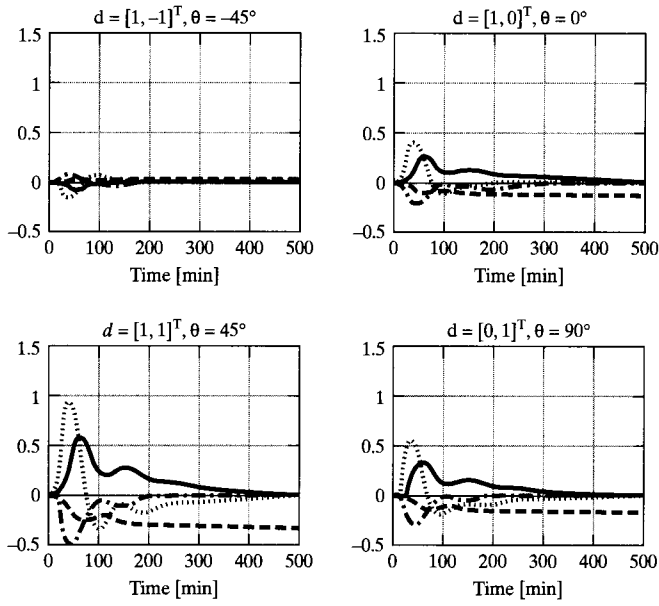 d = [1, –1]ᵀ, θ = –45°
1.5
1
0.5
0
–0.5
0 100 200 300 400 500
Time [min]
d = [1, 0]ᵀ, θ = 0°
1.5
1
0.5
0
–0.5
0 100 200 300 400 500
Time [min]
d = [1, 1]ᵀ, θ = 45°
1.5
1
0.5
0
–0.5
0 100 200 300 400 500
Time [min]
d = [0, 1]ᵀ, θ = 90°
1.5
1
0.5
0
–0.5
0 100 200 300 400 500
Time [min]